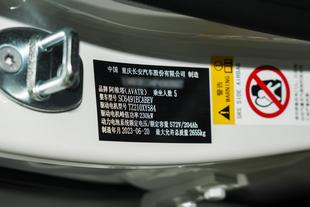 中国 重庆长安汽车股份有限公司 制造
品牌 阿维塔(AVATR) 乘坐人数 5
整车型号 SC6491ECABEV
驱动电机型号 TZ210XY584
驱动电机峰值功率 230kW
动力电池系统额定电压/额定容量 572V/204Ah
制造年月 2023-06-20 最大允许总质量 2655kg
警告